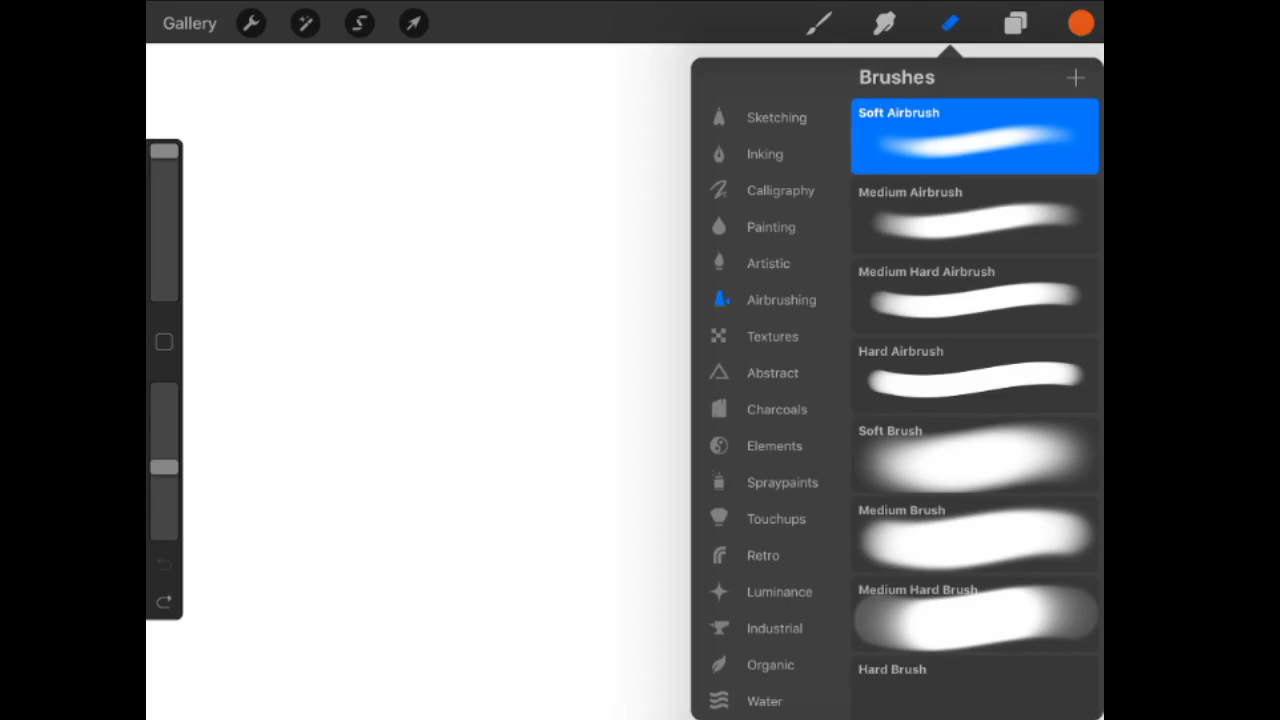 Gallery
Brushes
Sketching
Inking
Calligraphy
Painting
Artistic
Airbrushing
Textures
Abstract
Charcoals
Elements
Spraypaints
Touchups
Retro
Luminance
Industrial
Organic
Water
Soft Airbrush
Medium Airbrush
Medium Hard Airbrush
Hard Airbrush
Soft Brush
Medium Brush
Medium Hard Brush
Hard Brush